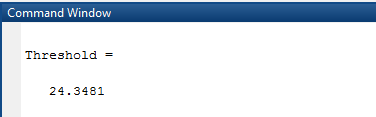 Command Window
Threshold =
24.3481